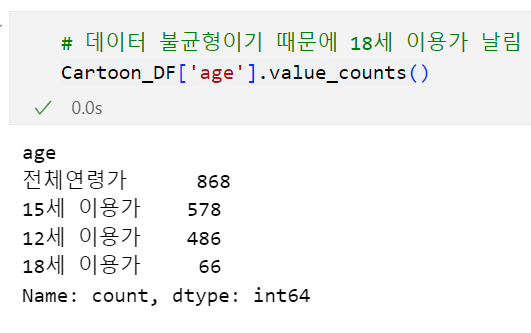 # 데이터 불균형이기 때문에 18세 이용가 날림
Cartoon_DF['age'].value_counts()
0.0s
age
전체연령가 868
15세 이용가 578
12세 이용가 486
18세 이용가 66
Name: count, dtype: int64